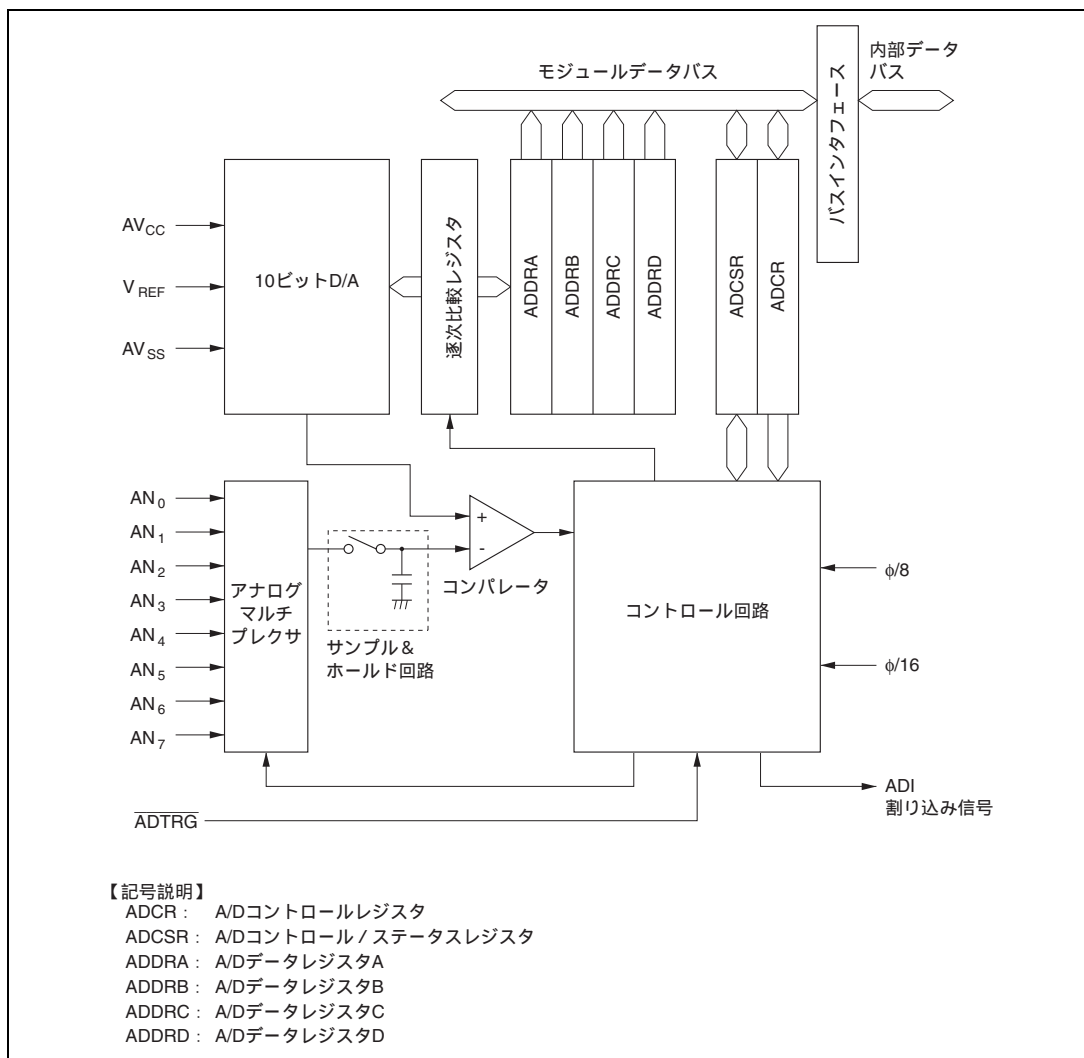 モジュールデータバス
内部データ
バス
バスインタフェース
AVCC
VREF
AVSS
10ビットD/A
逐次比較レジスタ
ADDRA
ADDRB
ADDRC
ADDRD
ADCSR
ADCR
AN0
AN1
AN2
AN3
AN4
AN5
AN6
AN7
アナログ
マルチ
プレクサ
+
-
コンパレータ
サンプル&
ホールド回路
コントロール回路
φ/8
φ/16
ADI
割り込み信号
ADTRG
【記号説明】
ADCR : A/Dコントロールレジスタ
ADCSR : A/Dコントロール / ステータスレジスタ
ADDRA : A/DデータレジスタA
ADDRB : A/DデータレジスタB
ADDRC : A/DデータレジスタC
ADDRD : A/DデータレジスタD